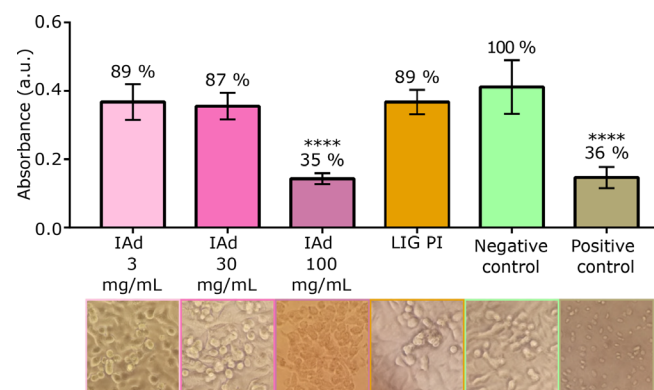 Absorbance (a.u.)
0.6
0.4
0.2
0.0
89 %
87 %
****
35 %
89 %
100 %
****
36 %
IAd
3
mg/mL
IAd
30
mg/mL
IAd
100
mg/mL
LIG PI
Negative
control
Positive
control